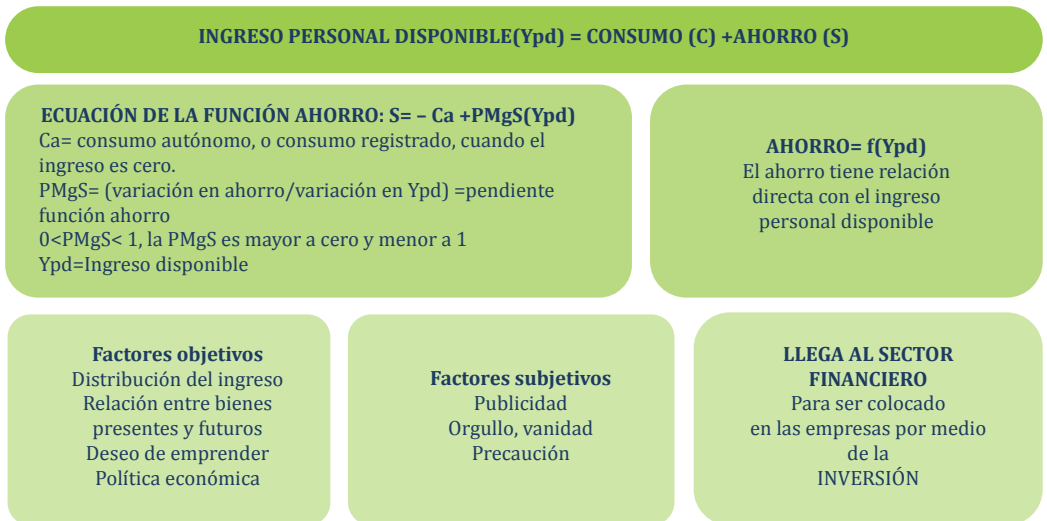 INGRESO PERSONAL DISPONIBLE(Ypd) = CONSUMO (C) +AHORRO (S)
ECUACIÓN DE LA FUNCIÓN AHORRO: S= – Ca +PMgS(Ypd)
Ca= consumo autónomo, o consumo registrado, cuando el
ingreso es cero.
PMgS= (variación en ahorro/variación en Ypd) =pendiente
función ahorro
0<PMgS< 1, la PMgS es mayor a cero y menor a 1
Ypd=Ingreso disponible
AHORRO= f(Ypd)
El ahorro tiene relación
directa con el ingreso
personal disponible
Factores objetivos
Distribución del ingreso
Relación entre bienes
presentes y futuros
Deseo de emprender
Política económica
Factores subjetivos
Publicidad
Orgullo, vanidad
Precaución
LLEGA AL SECTOR
FINANCIERO
Para ser colocado
en las empresas por medio
de la
INVERSIÓN